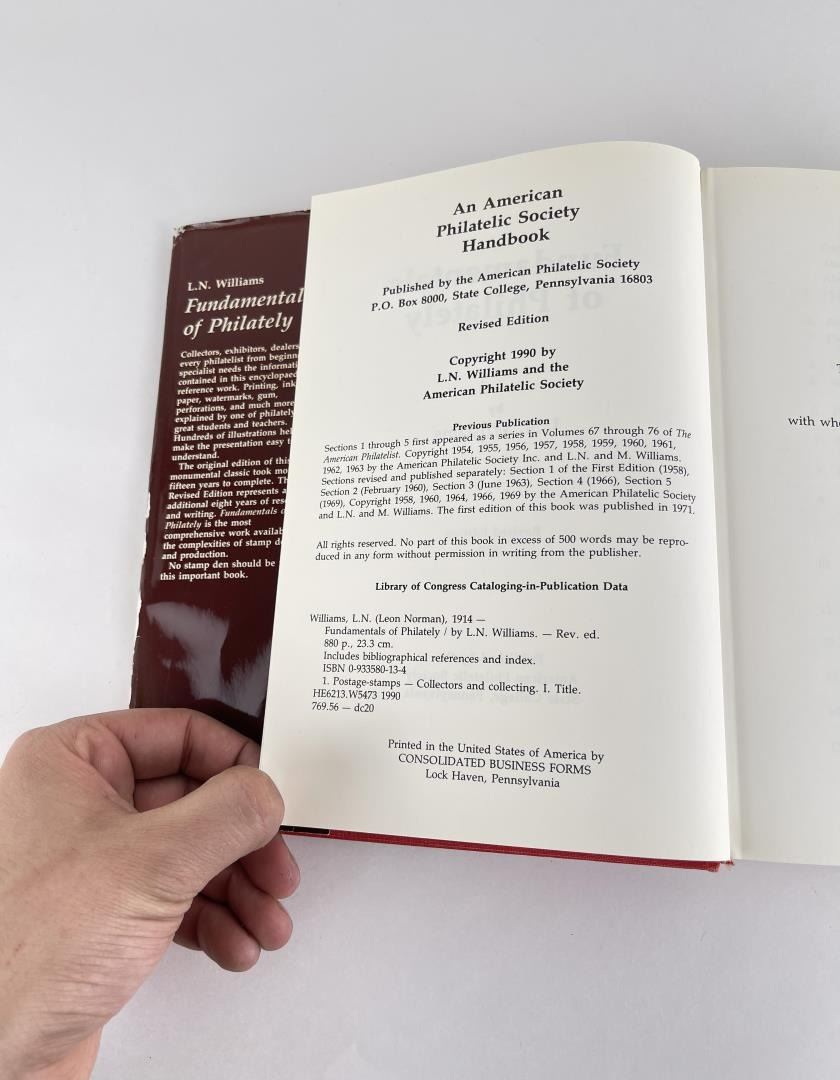 L.N. Williams
Fundamental
of Philately
Collectors, exhibitors, dealers
every philatelist from beginn
specialist needs the informati
contained in this encyclopae
reference work. Printing, ink
paper, watermarks, gum,
perforations, and much more
explained by one of philately
great students and teachers.
Hundreds of illustrations hel
make the presentation easy t
understand.
The original edition of this
monumental classic took mo
fifteen years to complete. Th
Revised Edition represents a
additional eight years of res
and writing. Fundamentals o
Philately is the most
comprehensive work availab
the complexities of stamp d
and production.
No stamp den should be
this important book.
An American
Philatelic Society
Handbook
Published by the American Philatelic Society
P.O. Box 8000, State College, Pennsylvania 16803
Revised Edition
Copyright 1990 by
L.N. Williams and the
American Philatelic Society
Previous Publication
Sections 1 through 5 first appeared as a series in Volumes 67 through 76 of The
American Philatelist. Copyright 1954, 1955, 1956, 1957, 1958, 1959, 1960, 1961,
1962, 1963 by the American Philatelic Society Inc. and L.N. and M. Williams.
Sections revised and published separately: Section 1 of the First Edition (1958),
Section 2 (February 1960), Section 3 (June 1963), Section 4 (1966), Section 5
(1969), Copyright 1958, 1960, 1964, 1966, 1969 by the American Philatelic Society
and L.N. and M. Williams. The first edition of this book was published in 1971.
All rights reserved. No part of this book in excess of 500 words may be repro-
duced in any form without permission in writing from the publisher.
Library of Congress Cataloging-in-Publication Data
Williams, L.N. (Leon Norman), 1914 —
Fundamentals of Philately / by L.N. Williams. — Rev. ed.
880 p., 23.3 cm.
Includes bibliographical references and index.
ISBN 0-933580-13-4
1. Postage-stamps — Collectors and collecting. I. Title.
HE6213.W5473 1990
769.56 — dc20
Printed in the United States of America by
CONSOLIDATED BUSINESS FORMS
Lock Haven, Pennsylvania
with who